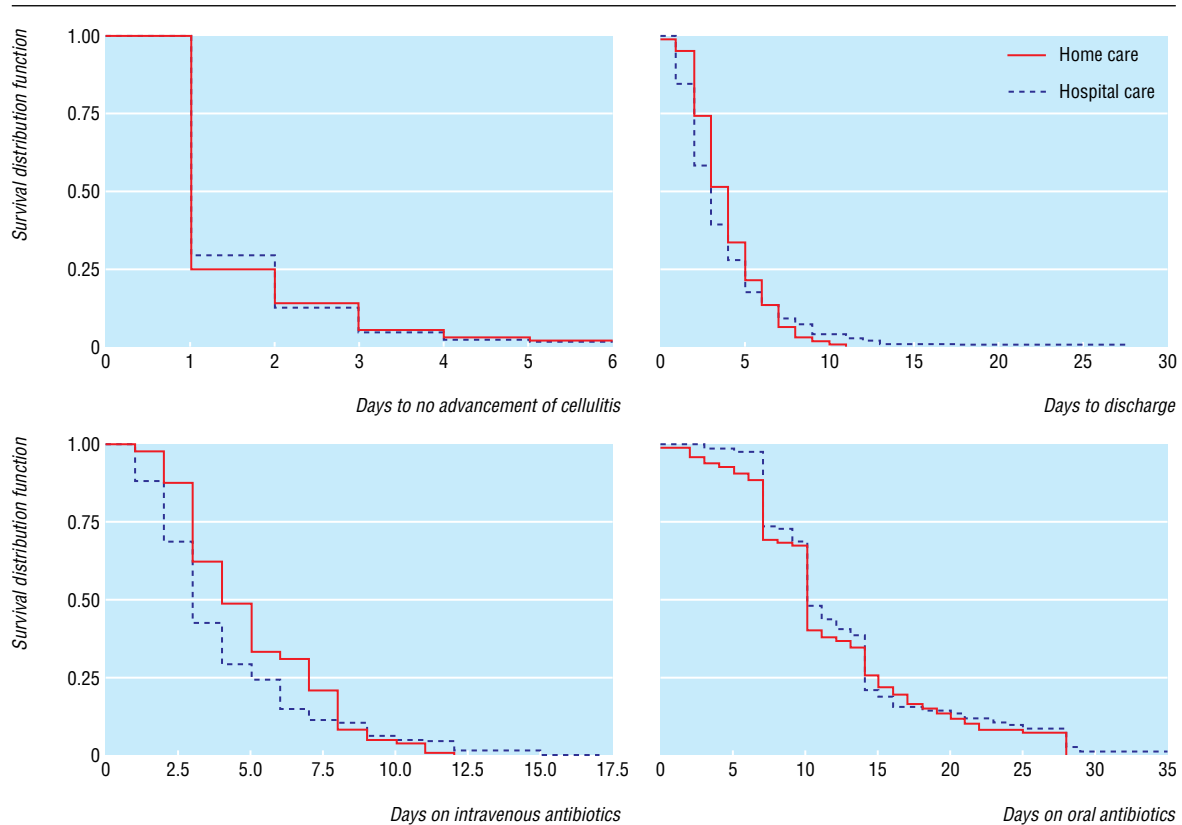 Survival distribution function
1.00
0.75
0.50
0.25
0
0 1 2 3 4 5 6
Days to no advancement of cellulitis
Home care
Hospital care
0 5 10 15 20 25 30
Days to discharge
Survival distribution function
1.00
0.75
0.50
0.25
0
0 2.5 5.0 7.5 10.0 12.5 15.0 17.5
Days on intravenous antibiotics
0 5 10 15 20 25 30 35
Days on oral antibiotics